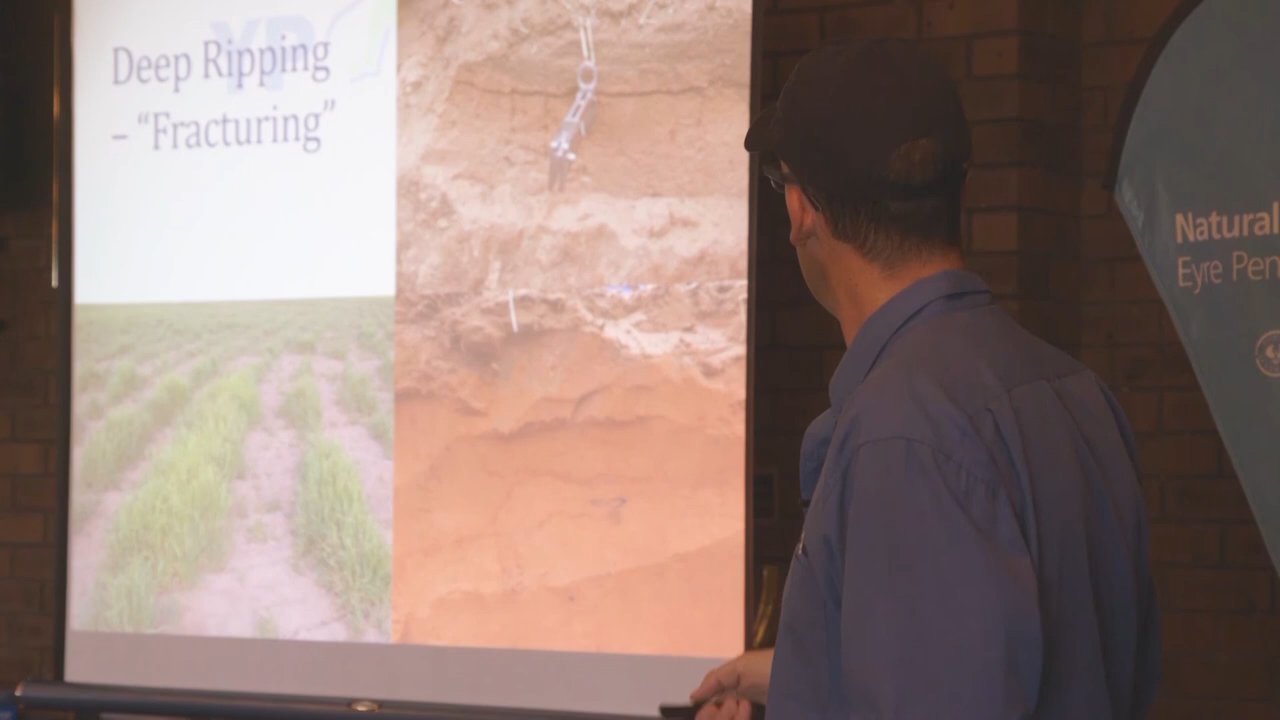 Deep Ripping
– “Fracturing”
Natural
Eyre Pen